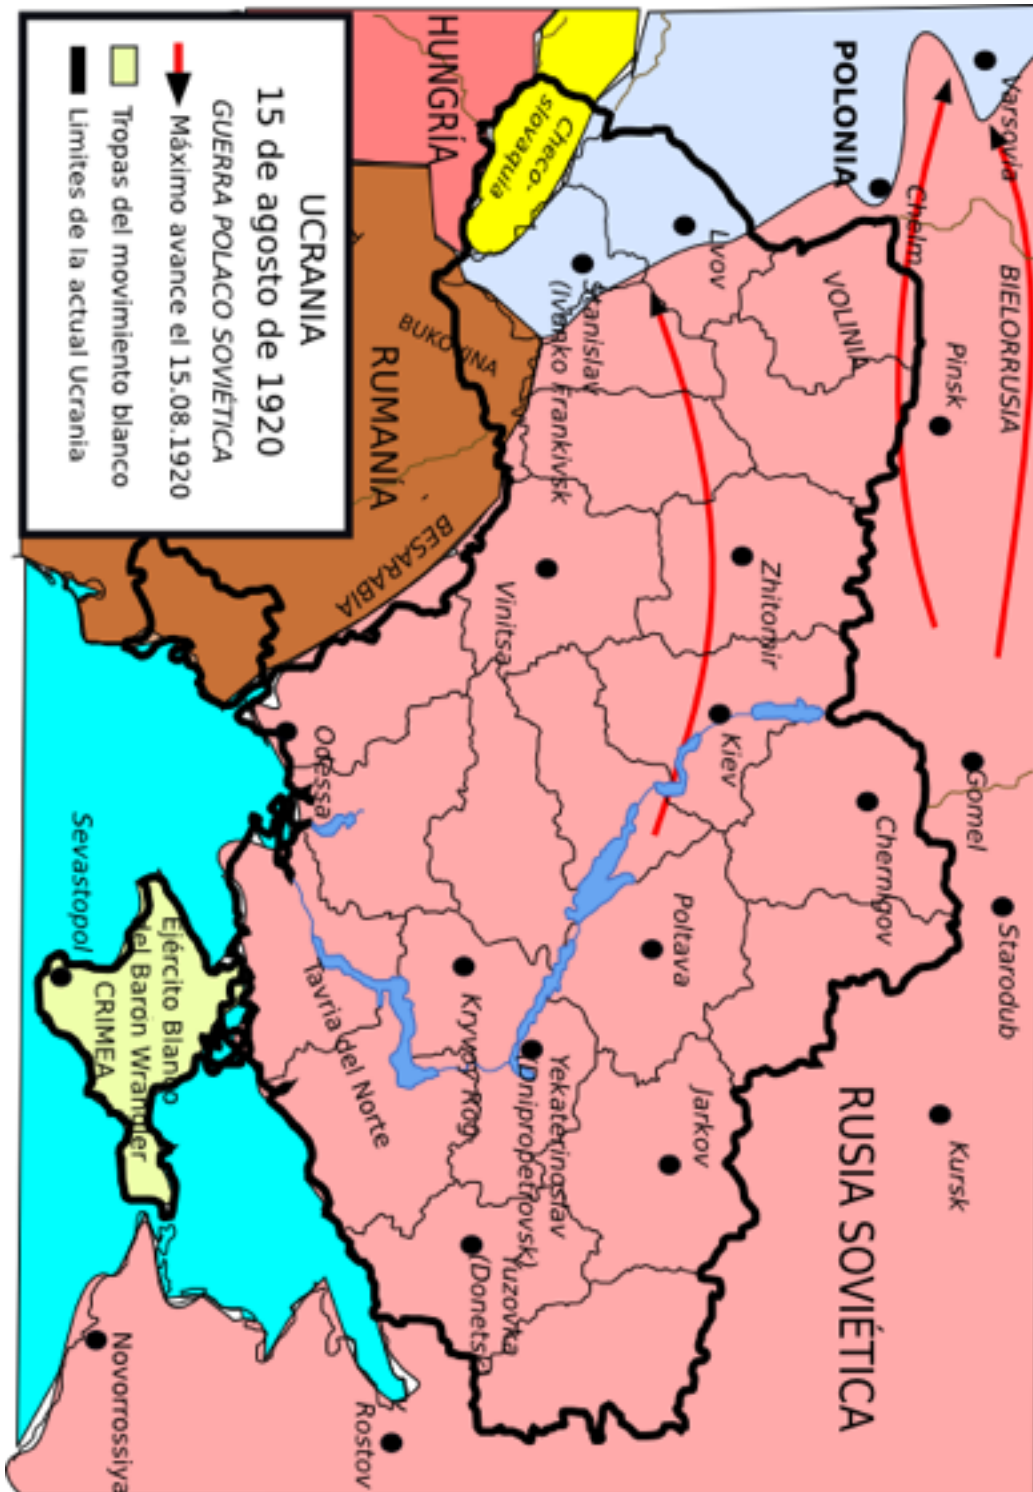 UCRANIA
15 de agosto de 1920
GUERRA POLACO SOVIÉTICA
Máximo avance el 15.08.1920
Tropas del movimiento blanco
Limites de la actual Ucrania
HUNGRÍA
Checo-
slovaquia
POLONIA
Varsovia
Chelm
BIELORRUSIA
Lvov
VOLINIA
Pinsk
Stanislav
(Ivanko Frankivsk
BUKOVINA
RUMANÍA
BESARABIA
Vinitsa
Zhitomir
Kiev
Gomel
Chernigov
Starodub
Odessa
Poltava
Sevastopol
Ejército Blanco
del Baron Wrangler
CRIMEA
Tavria del Norte
Kryvoy Rog
Yekaterinoslav
(Dnipropetrovsk)
Jarkov
Kursk
RUSIA SOVIÉTICA
Yuzovka
(Donetsk)
Rostov
Novorrossiya